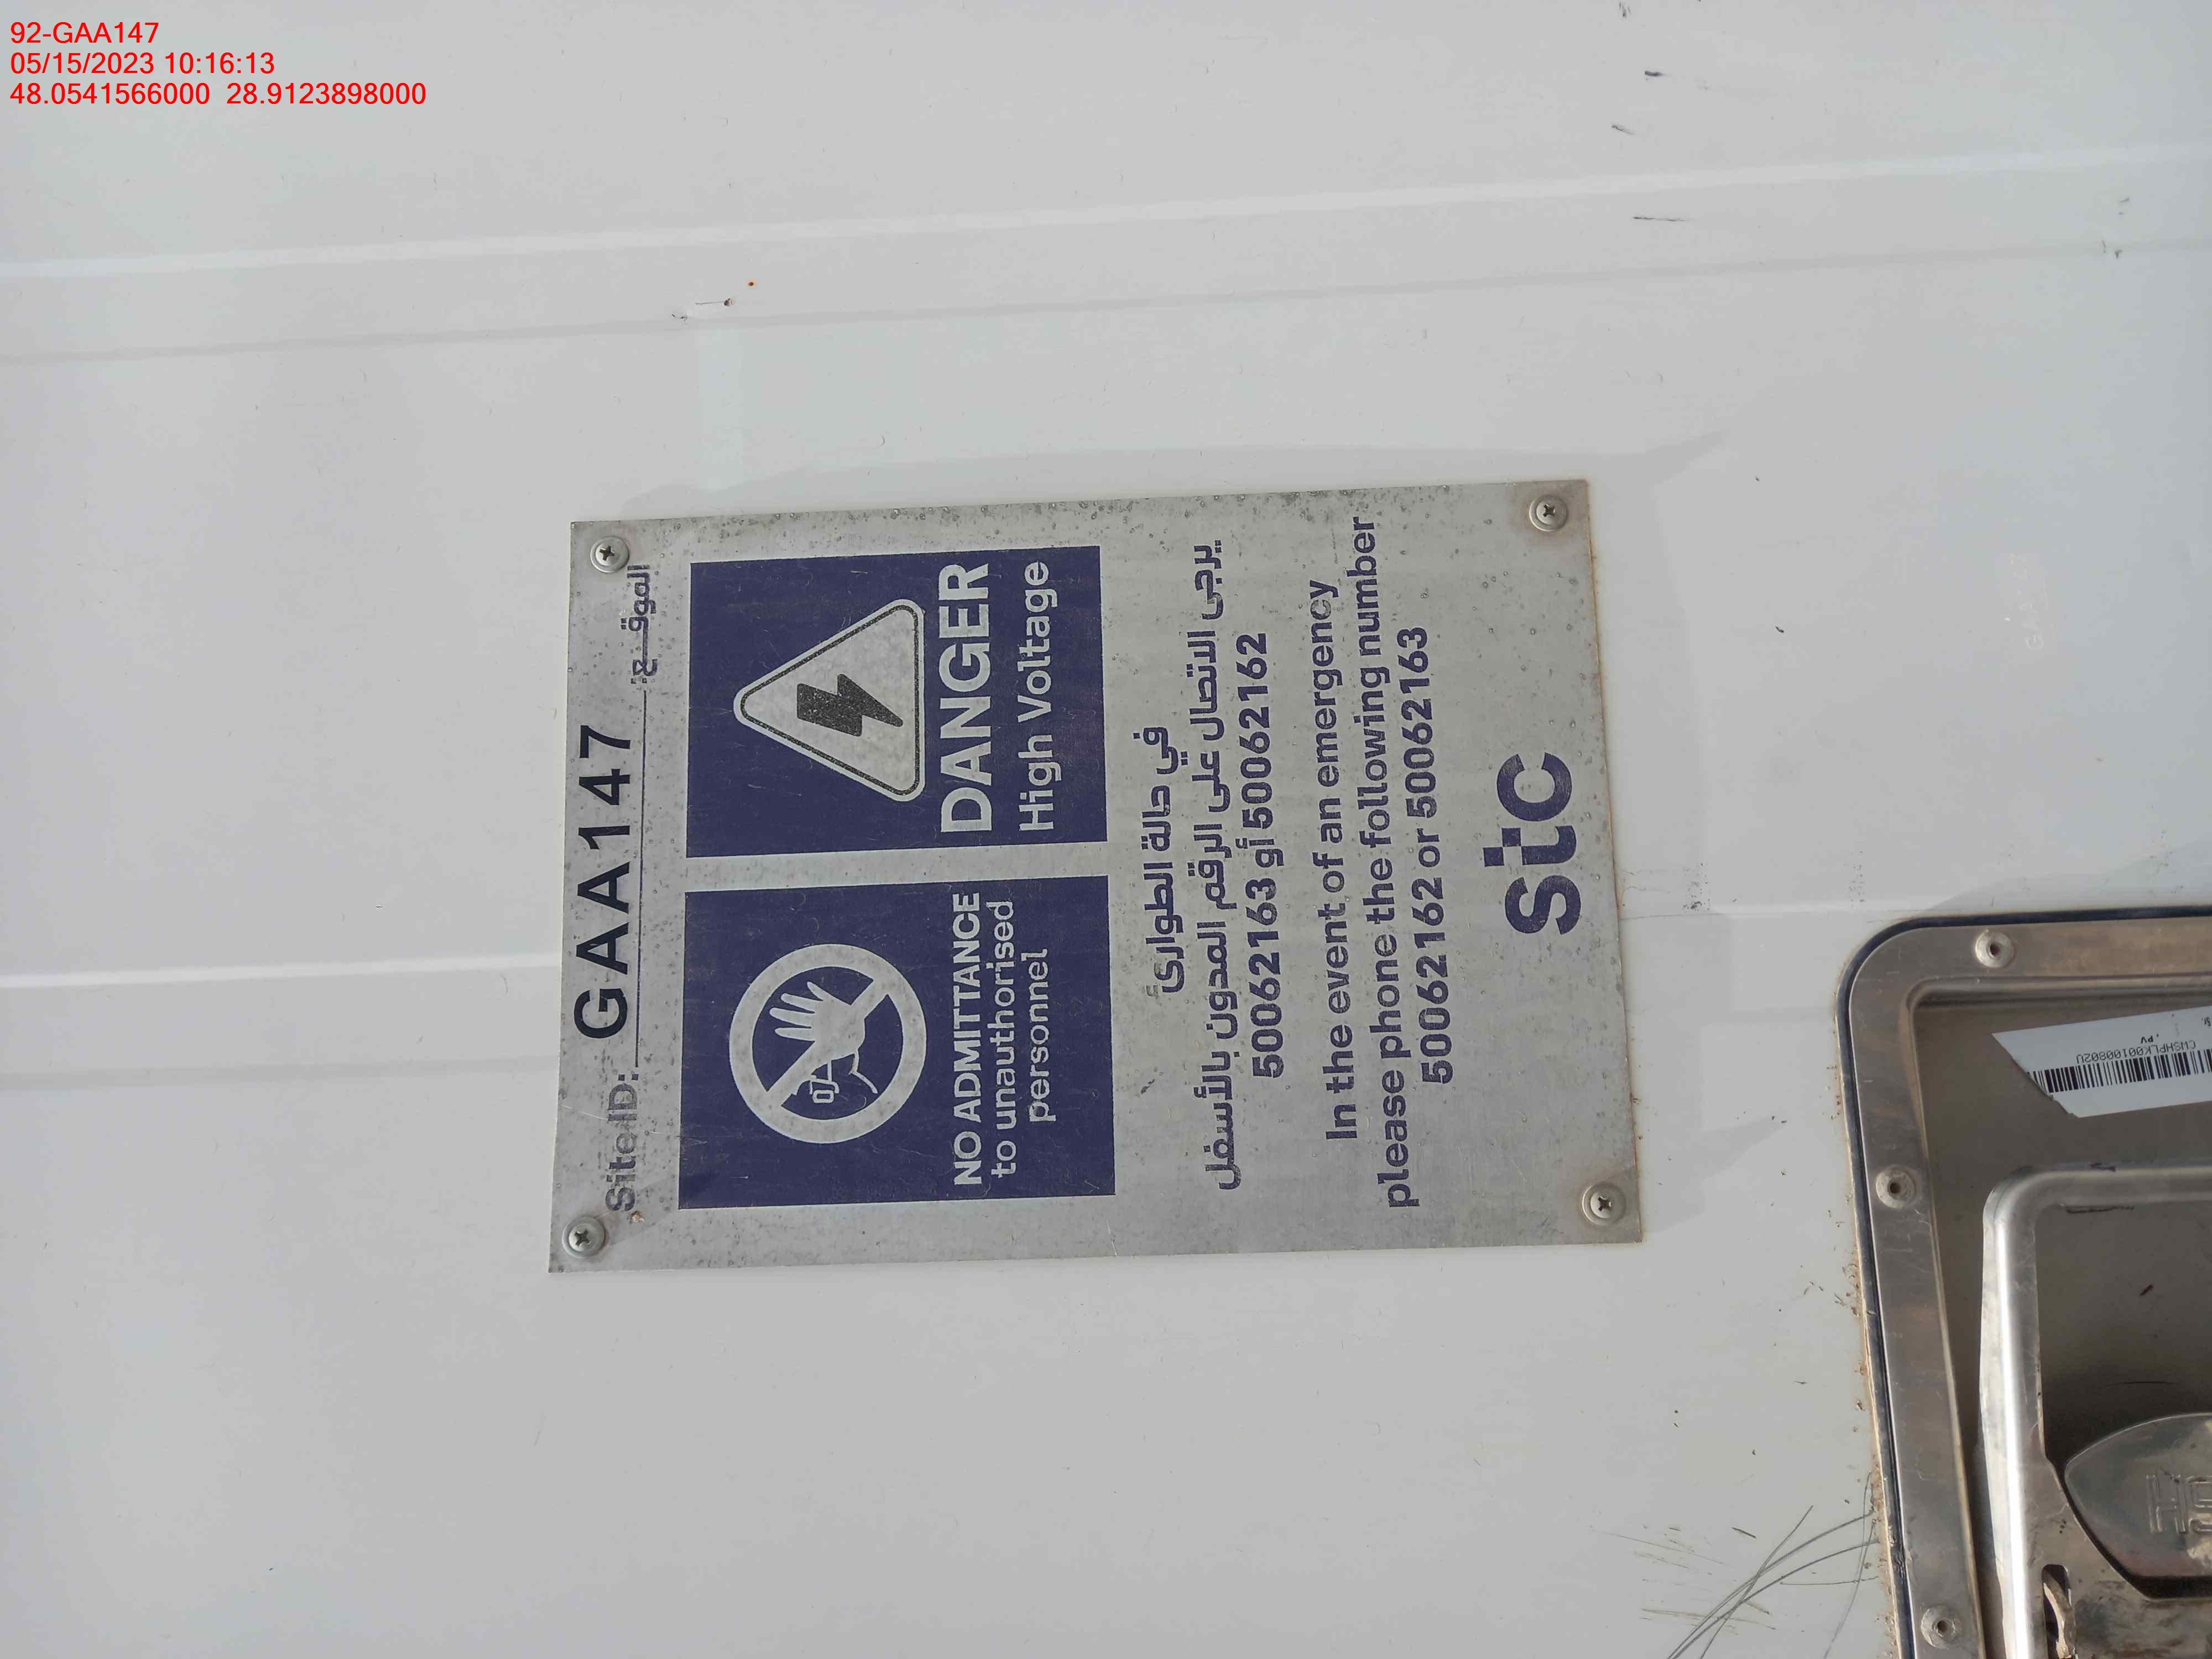 92-GAA147
05/15/2023 10:16:13
48.0541566000 28.9123898000
Site ID: GAA147 الموقع:
NO ADMITTANCE
to unauthorised
personnel
DANGER
High Voltage
في حالة الطوارئ
يرجى الاتصال على الرقم المدون بالأسفل
50062163 أو 50062162
In the event of an emergency
please phone the following number
50062162 or 50062163
stc
CWSHPLK00100802U